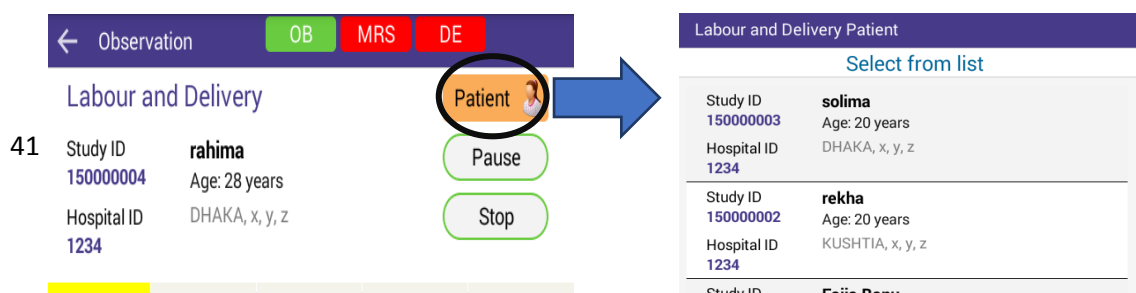 Observation
OB
MRS
DE
Labour and Delivery
Patient
41
Study ID
150000004
rahima
Age: 28 years
Pause
Hospital ID
1234
DHAKA, x, y, z
Stop
Labour and Delivery Patient
Select from list
Study ID
150000003
solima
Age: 20 years
Hospital ID
1234
DHAKA, x, y, z
Study ID
150000002
rekha
Age: 20 years
Hospital ID
1234
KUSHTIA, x, y, z
Study ID